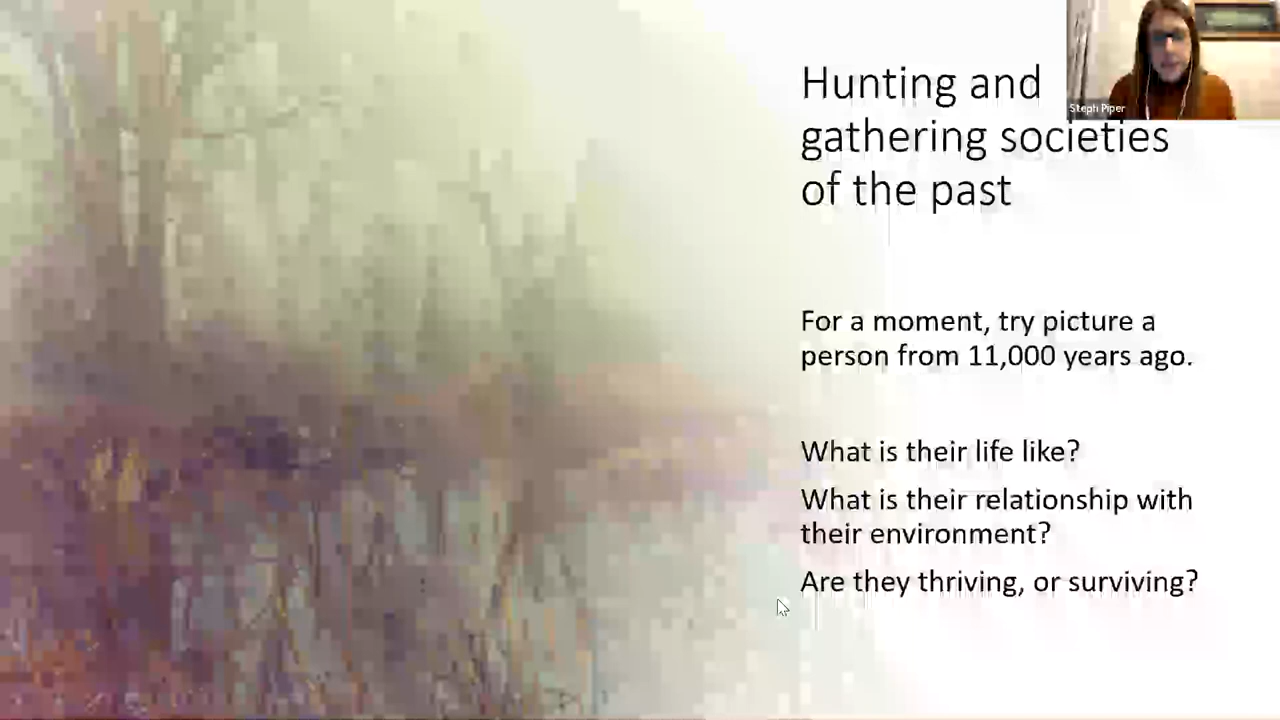 Hunting and
gathering societies
of the past
Steph Piper
For a moment, try picture a
person from 11,000 years ago.
What is their life like?
What is their relationship with
their environment?
Are they thriving, or surviving?